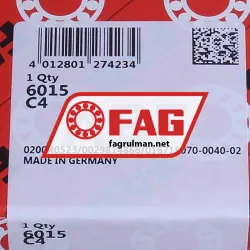 4 012801 274234
1 Qty
6015
C4
FAG
fagrulman.net
MADE IN GERMANY
1 Qty
6015
C4